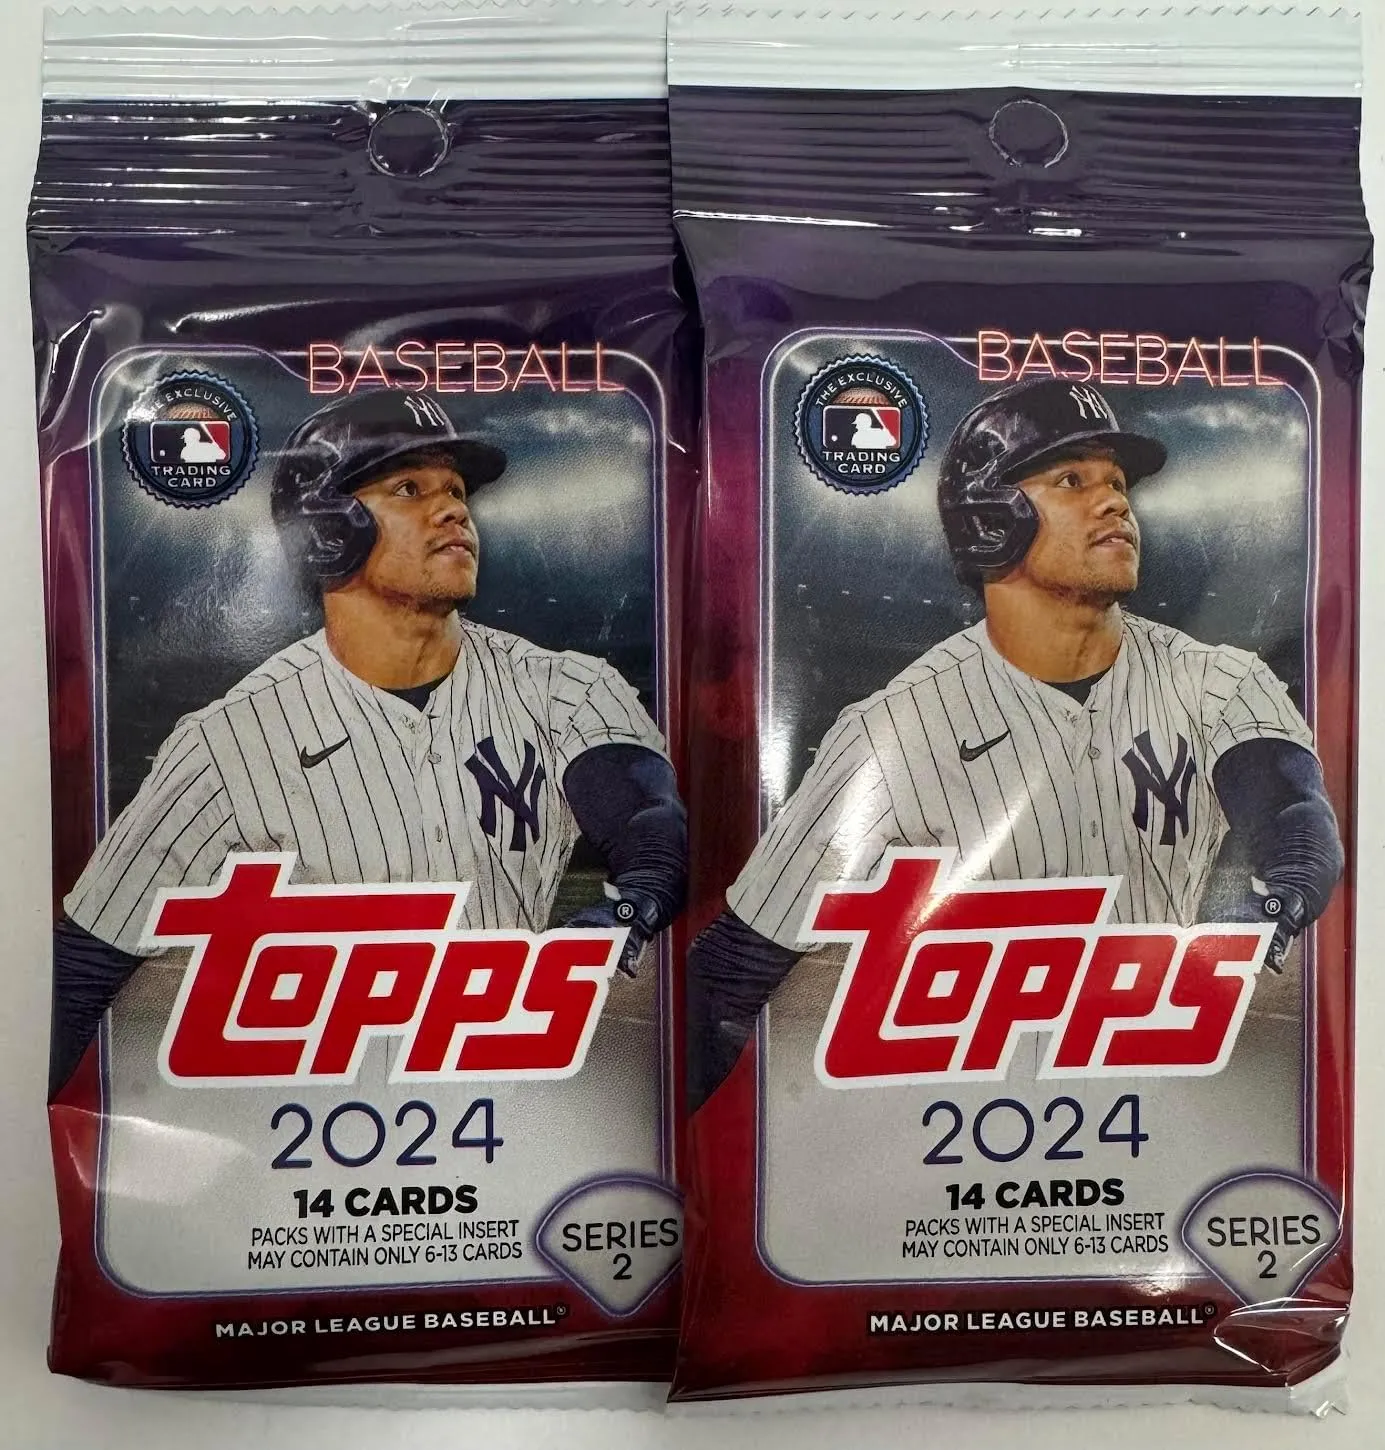 BASEBALL
THE EXCLUSIVE
TRADING
CARD
NY
NY
topps®
2024
14 CARDS
PACKS WITH A SPECIAL INSERT
MAY CONTAIN ONLY 6-13 CARDS
SERIES
2
MAJOR LEAGUE BASEBALL®
BASEBALL
THE EXCLUSIVE
TRADING
CARD
NY
NY
topps®
2024
14 CARDS
PACKS WITH A SPECIAL INSERT
MAY CONTAIN ONLY 6-13 CARDS
SERIES
2
MAJOR LEAGUE BASEBALL®